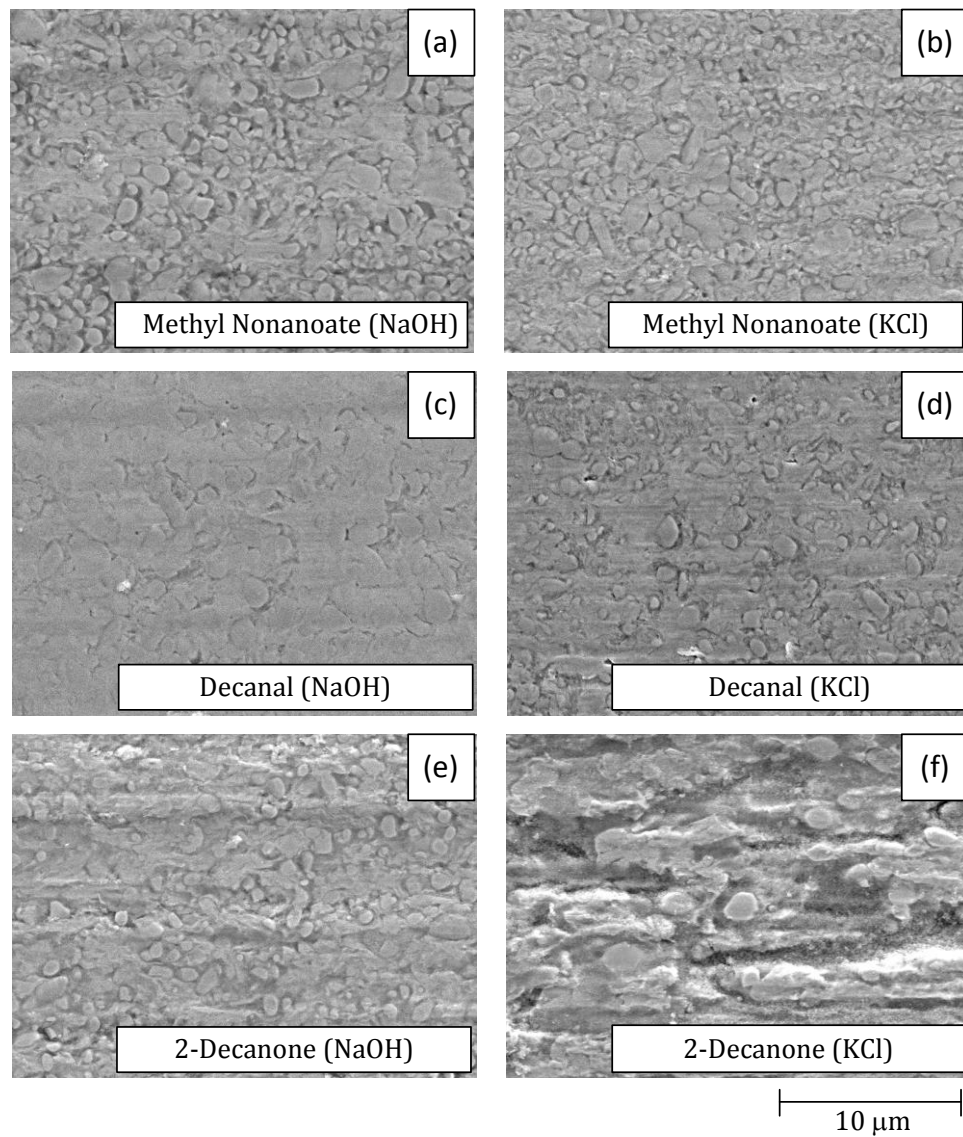 (a)
(b)
Methyl Nonanoate (NaOH)
Methyl Nonanoate (KCl)
(c)
(d)
Decanal (NaOH)
Decanal (KCl)
(e)
(f)
2-Decanone (NaOH)
2-Decanone (KCl)
10 μm